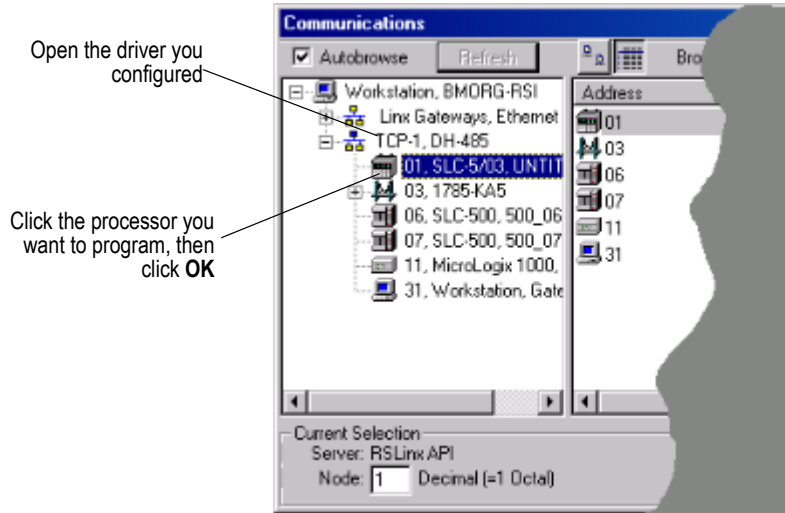 Communications
Open the driver you
configured
Autobrowse
Refresh
Bro
Workstation, BMORG-RSI
Linx Gateways, Ethernet
TCP-1, DH-485
01, SLC-5/03, UNTIT
03, 1785-KA5
06, SLC-500, 500_06
07, SLC-500, 500_07
11, MicroLogix 1000,
31, Workstation, Gate
Address
01
03
06
07
11
31
Click the processor you
want to program, then
click OK
Current Selection
Server: RSLinx API
Node: 1 Decimal (=1 Octal)